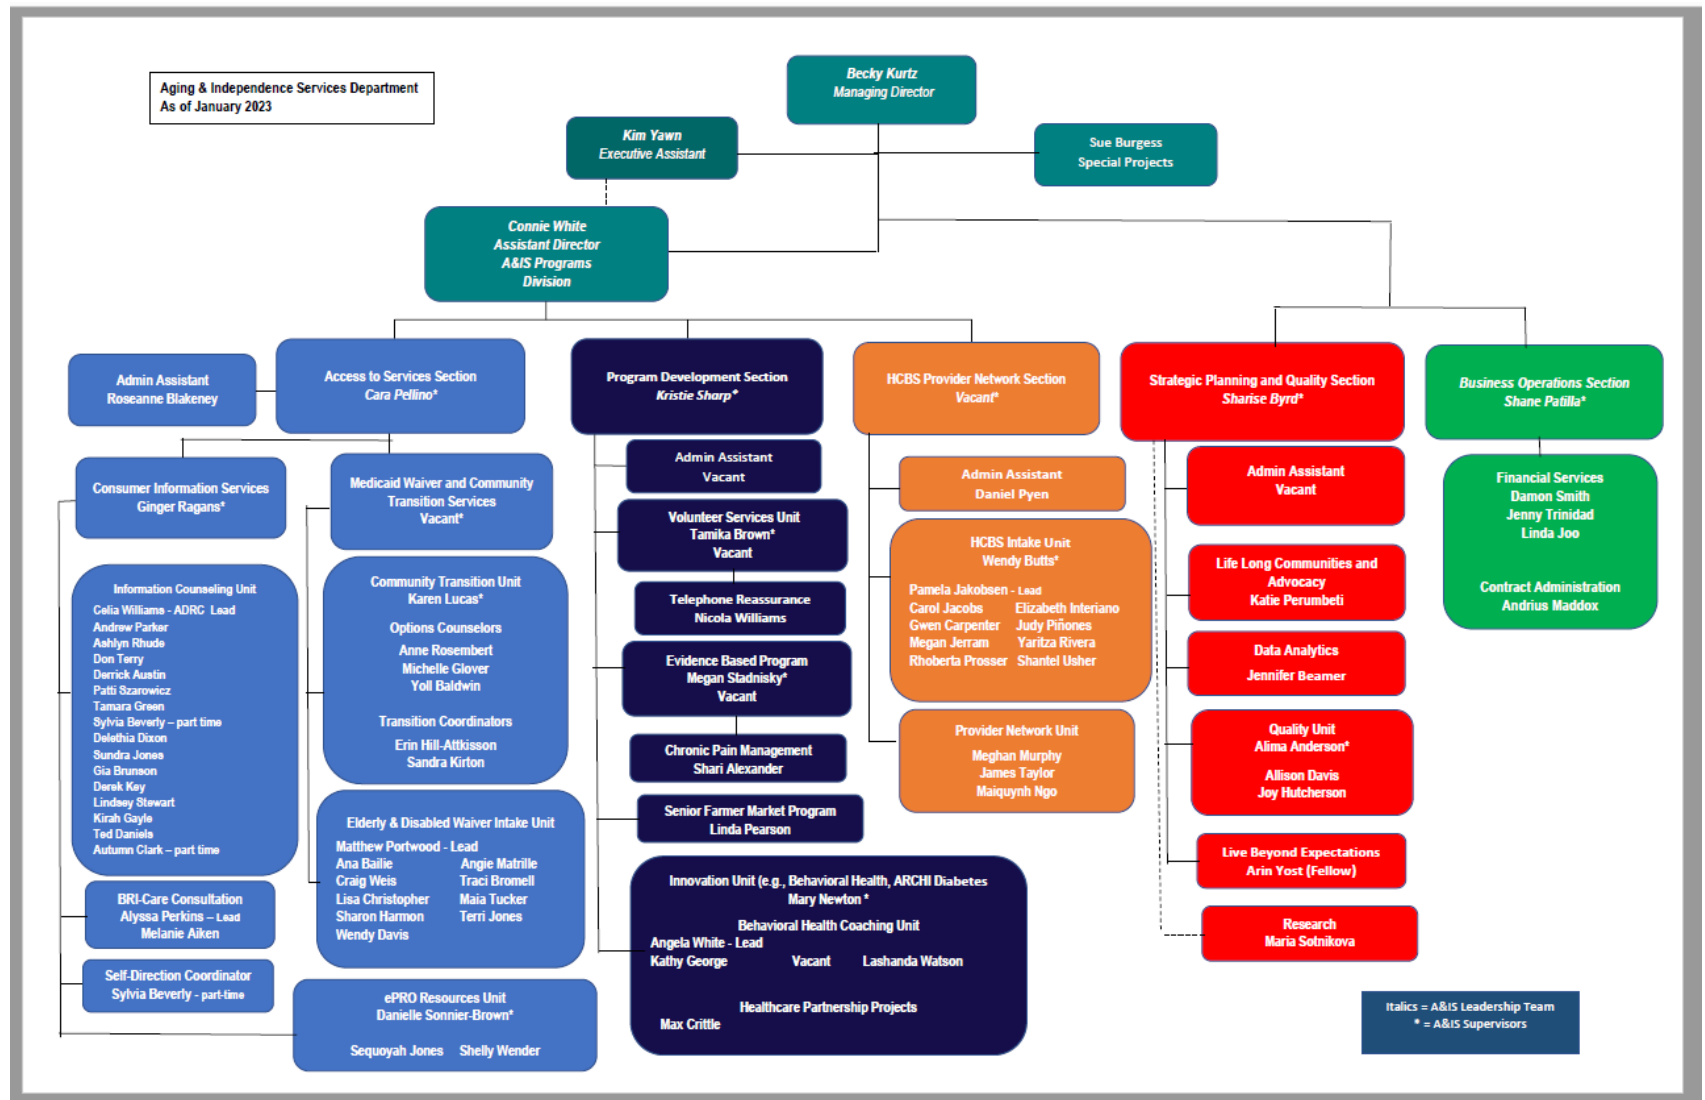 Aging & Independence Services Department
As of January 2023
Becky Kurtz
Managing Director
Kim Yawn
Executive Assistant
Sue Burgess
Special Projects
Connie White
Assistant Director
A&IS Programs
Division
Admin Assistant
Roseanne Blakeney
Access to Services Section
Cara Pellino*
Consumer Information Services
Ginger Ragans*
Information Counseling Unit
Celia Williams - ADRC Lead
Andrew Parker
Ashlyn Rhude
Don Terry
Derrick Austin
Patti Szarowicz
Tamara Green
Sylvia Beverly – part time
Delethia Dixon
Sundra Jones
Gia Brunson
Derek Key
Lindsey Stewart
Kirah Gayle
Ted Daniels
Autumn Clark – part time
BRI-Care Consultation
Alyssa Perkins – Lead
Melanie Aiken
Self-Direction Coordinator
Sylvia Beverly - part-time
Medicaid Waiver and Community
Transition Services
Vacant*
Community Transition Unit
Karen Lucas*
Options Counselors
Anne Rosembert
Michelle Glover
Yoll Baldwin
Transition Coordinators
Erin Hill-Attkisson
Sandra Kirton
Elderly & Disabled Waiver Intake Unit
Matthew Portwood - Lead
Ana Bailie Angie Matrille
Craig Weis Traci Bromell
Lisa Christopher Maia Tucker
Sharon Harmon Terri Jones
Wendy Davis
ePRO Resources Unit
Danielle Sonnier-Brown*
Sequoyah Jones Shelly Wender
Program Development Section
Kristie Sharp*
Admin Assistant
Vacant
Volunteer Services Unit
Tamika Brown*
Vacant
Telephone Reassurance
Nicola Williams
Evidence Based Program
Megan Stadnisky*
Vacant
Chronic Pain Management
Shari Alexander
Senior Farmer Market Program
Linda Pearson
Innovation Unit (e.g., Behavioral Health, ARCHI Diabetes
Mary Newton *
Behavioral Health Coaching Unit
Angela White - Lead
Kathy George Vacant Lashanda Watson
Healthcare Partnership Projects
Max Crittle
HCBS Provider Network Section
Vacant*
Admin Assistant
Daniel Pyen
HCBS Intake Unit
Wendy Butts*
Pamela Jakobsen - Lead
Carol Jacobs Elizabeth Interiano
Gwen Carpenter Judy Piñones
Megan Jerram Yaritza Rivera
Rhoberta Prosser Shantel Usher
Provider Network Unit
Meghan Murphy
James Taylor
Maiquynh Ngo
Strategic Planning and Quality Section
Sharise Byrd*
Admin Assistant
Vacant
Life Long Communities and
Advocacy
Katie Perumbeti
Data Analytics
Jennifer Beamer
Quality Unit
Alima Anderson*
Allison Davis
Joy Hutcherson
Live Beyond Expectations
Arin Yost (Fellow)
Research
Maria Sotnikova
Business Operations Section
Shane Patilla*
Financial Services
Damon Smith
Jenny Trinidad
Linda Joo
Contract Administration
Andrius Maddox
Italics = A&IS Leadership Team
* = A&IS Supervisors